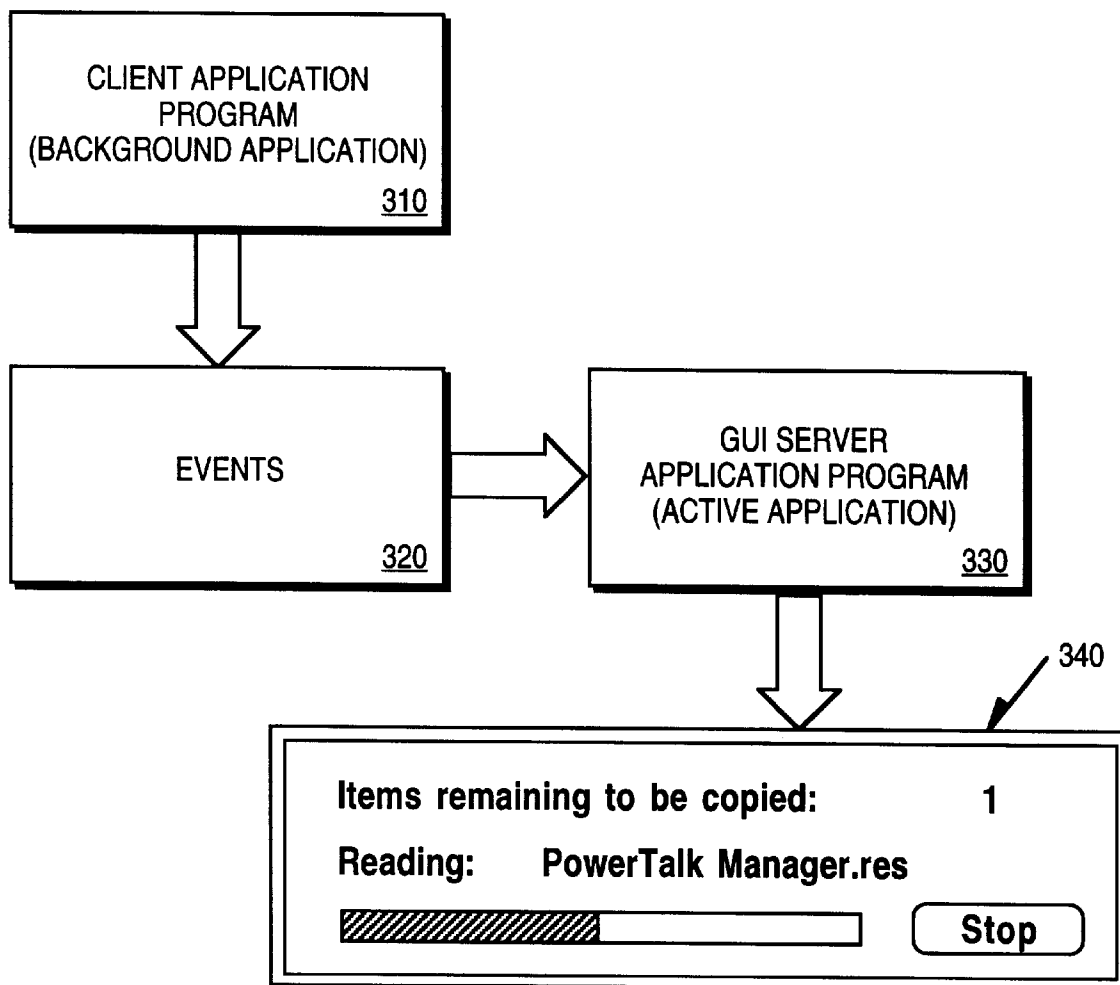 CLIENT APPLICATION
PROGRAM
(BACKGROUND APPLICATION)
310
EVENTS
320
GUI SERVER
APPLICATION PROGRAM
(ACTIVE APPLICATION)
330
340
Items remaining to be copied: 1
Reading: PowerTalk Manager.res
Stop